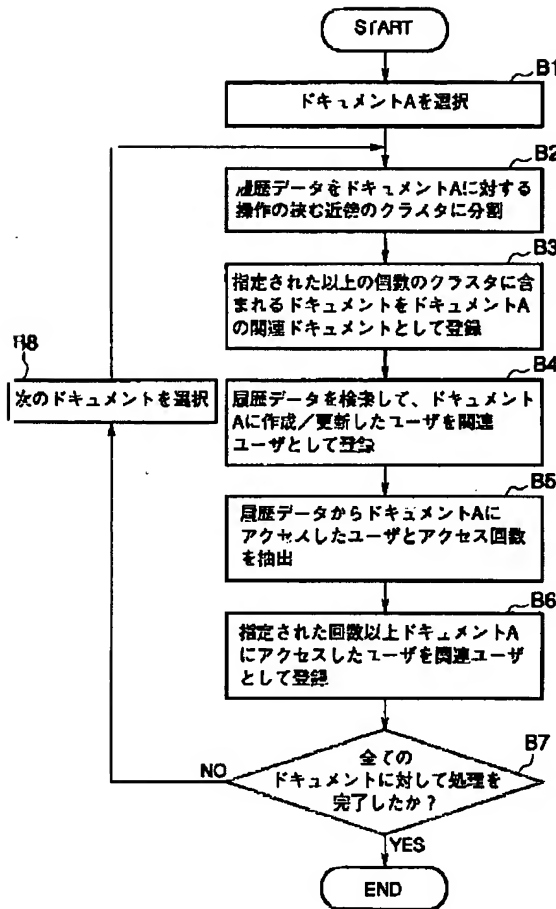 START
B1
ドキュメントAを選択
B2
履歴データをドキュメントAに対する
操作の狭む近傍のクラスタに分割
B3
指定された以上の個数のクラスタに含
まれるドキュメントをドキュメントA
の関連ドキュメントとして登録
B8
次のドキュメントを選択
B4
履歴データを検索して、ドキュメント
Aに作成／更新したユーザを関連
ユーザとして登録
B5
履歴データからドキュメントAに
アクセスしたユーザとアクセス回数
を抽出
B6
指定された回数以上ドキュメントA
にアクセスしたユーザを関連ユーザ
として登録
B7
全ての
ドキュメントに対して処理を
完了したか？
NO
YES
END